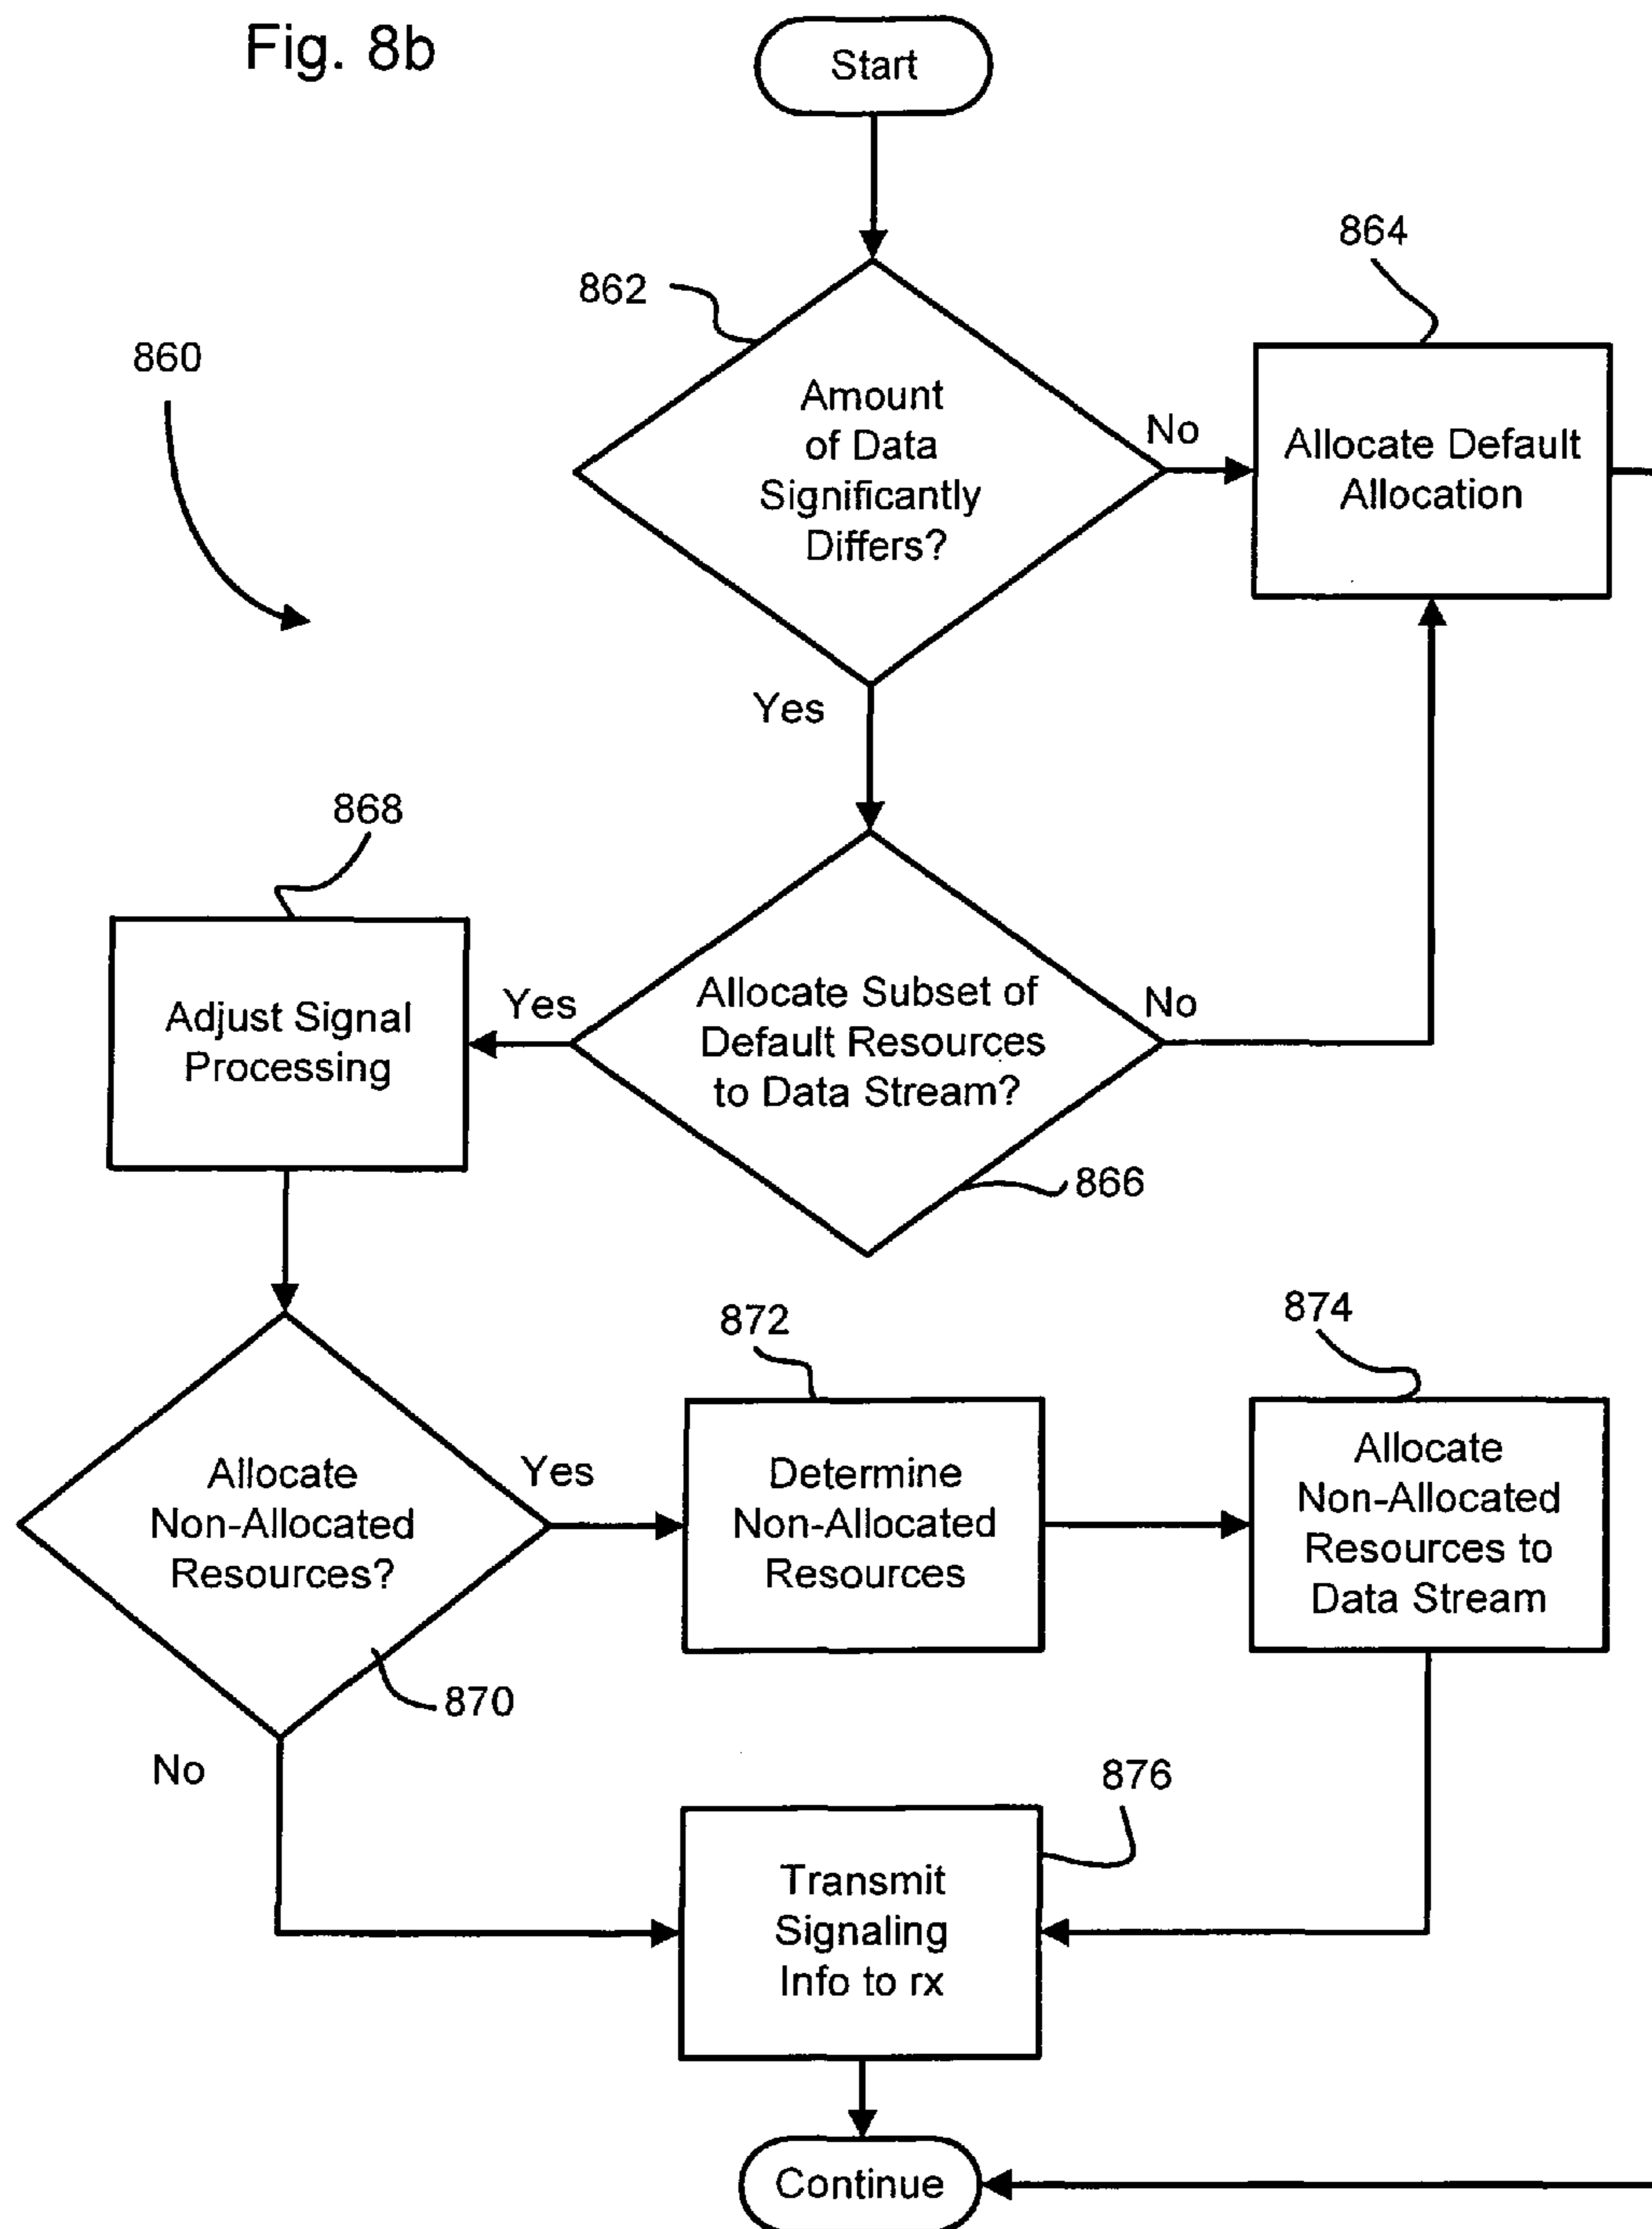 Fig. 8b
Start
864
862
860
Amount
of Data
Significantly
Differs?
No
Allocate Default
Allocation
Yes
868
Adjust Signal
Processing
Yes
Allocate Subset of
Default Resources
to Data Stream?
No
866
872
874
Allocate
Non-Allocated
Resources?
Yes
Determine
Non-Allocated
Resources
Allocate
Non-Allocated
Resources to
Data Stream
870
No
876
Transmit
Signaling
Info to rx
Continue